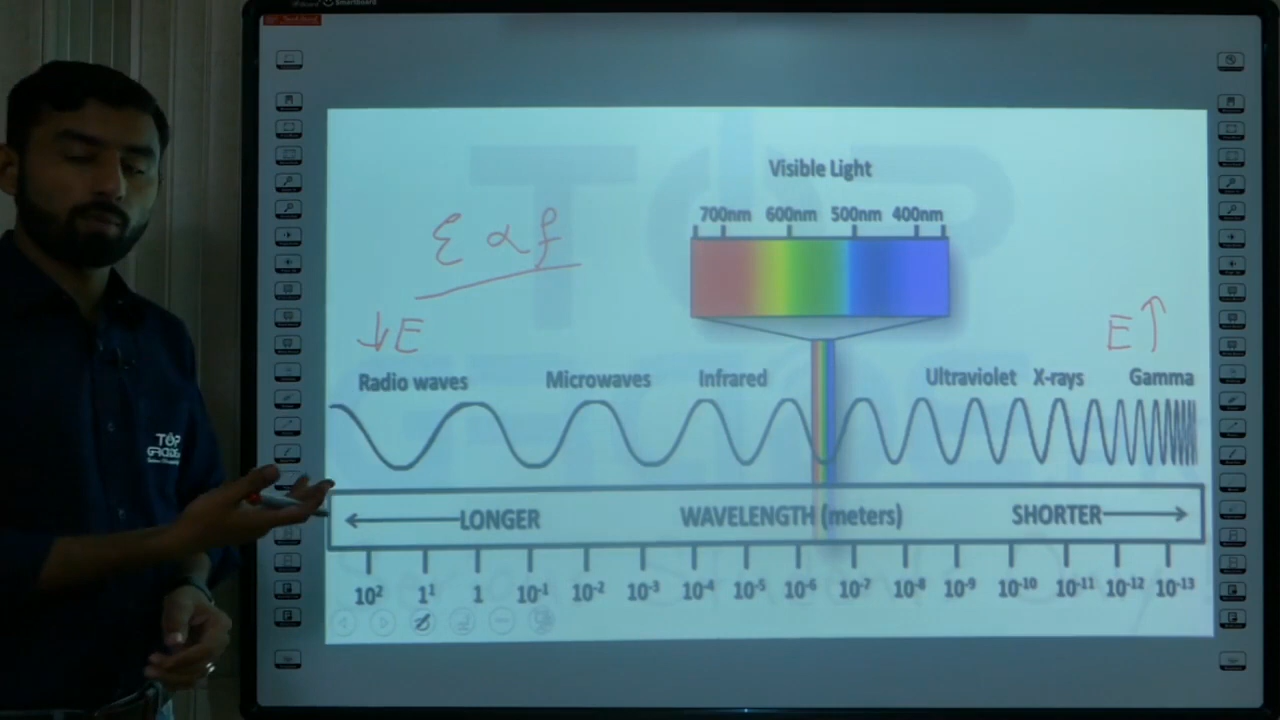 Visible Light
700nm 600nm 500nm 400nm
ε ∝ f
↓E
E↑
Radio waves Microwaves Infrared Ultraviolet X-rays Gamma
LONGER WAVELENGTH (meters) SHORTER
10² 1¹ 1 10⁻¹ 10⁻² 10⁻³ 10⁻⁴ 10⁻⁵ 10⁻⁶ 10⁻⁷ 10⁻⁸ 10⁻⁹ 10⁻¹⁰ 10⁻¹¹ 10⁻¹² 10⁻¹³
TOP
GRADE